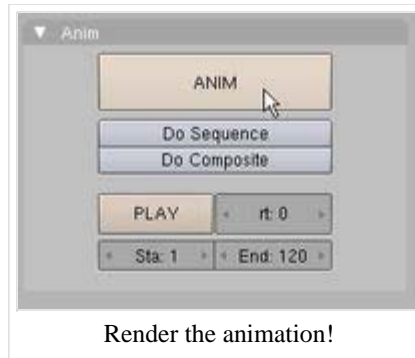 Anim
ANIM
Do Sequence
Do Composite
PLAY
rt: 0
Sta: 1
End: 120
Render the animation!